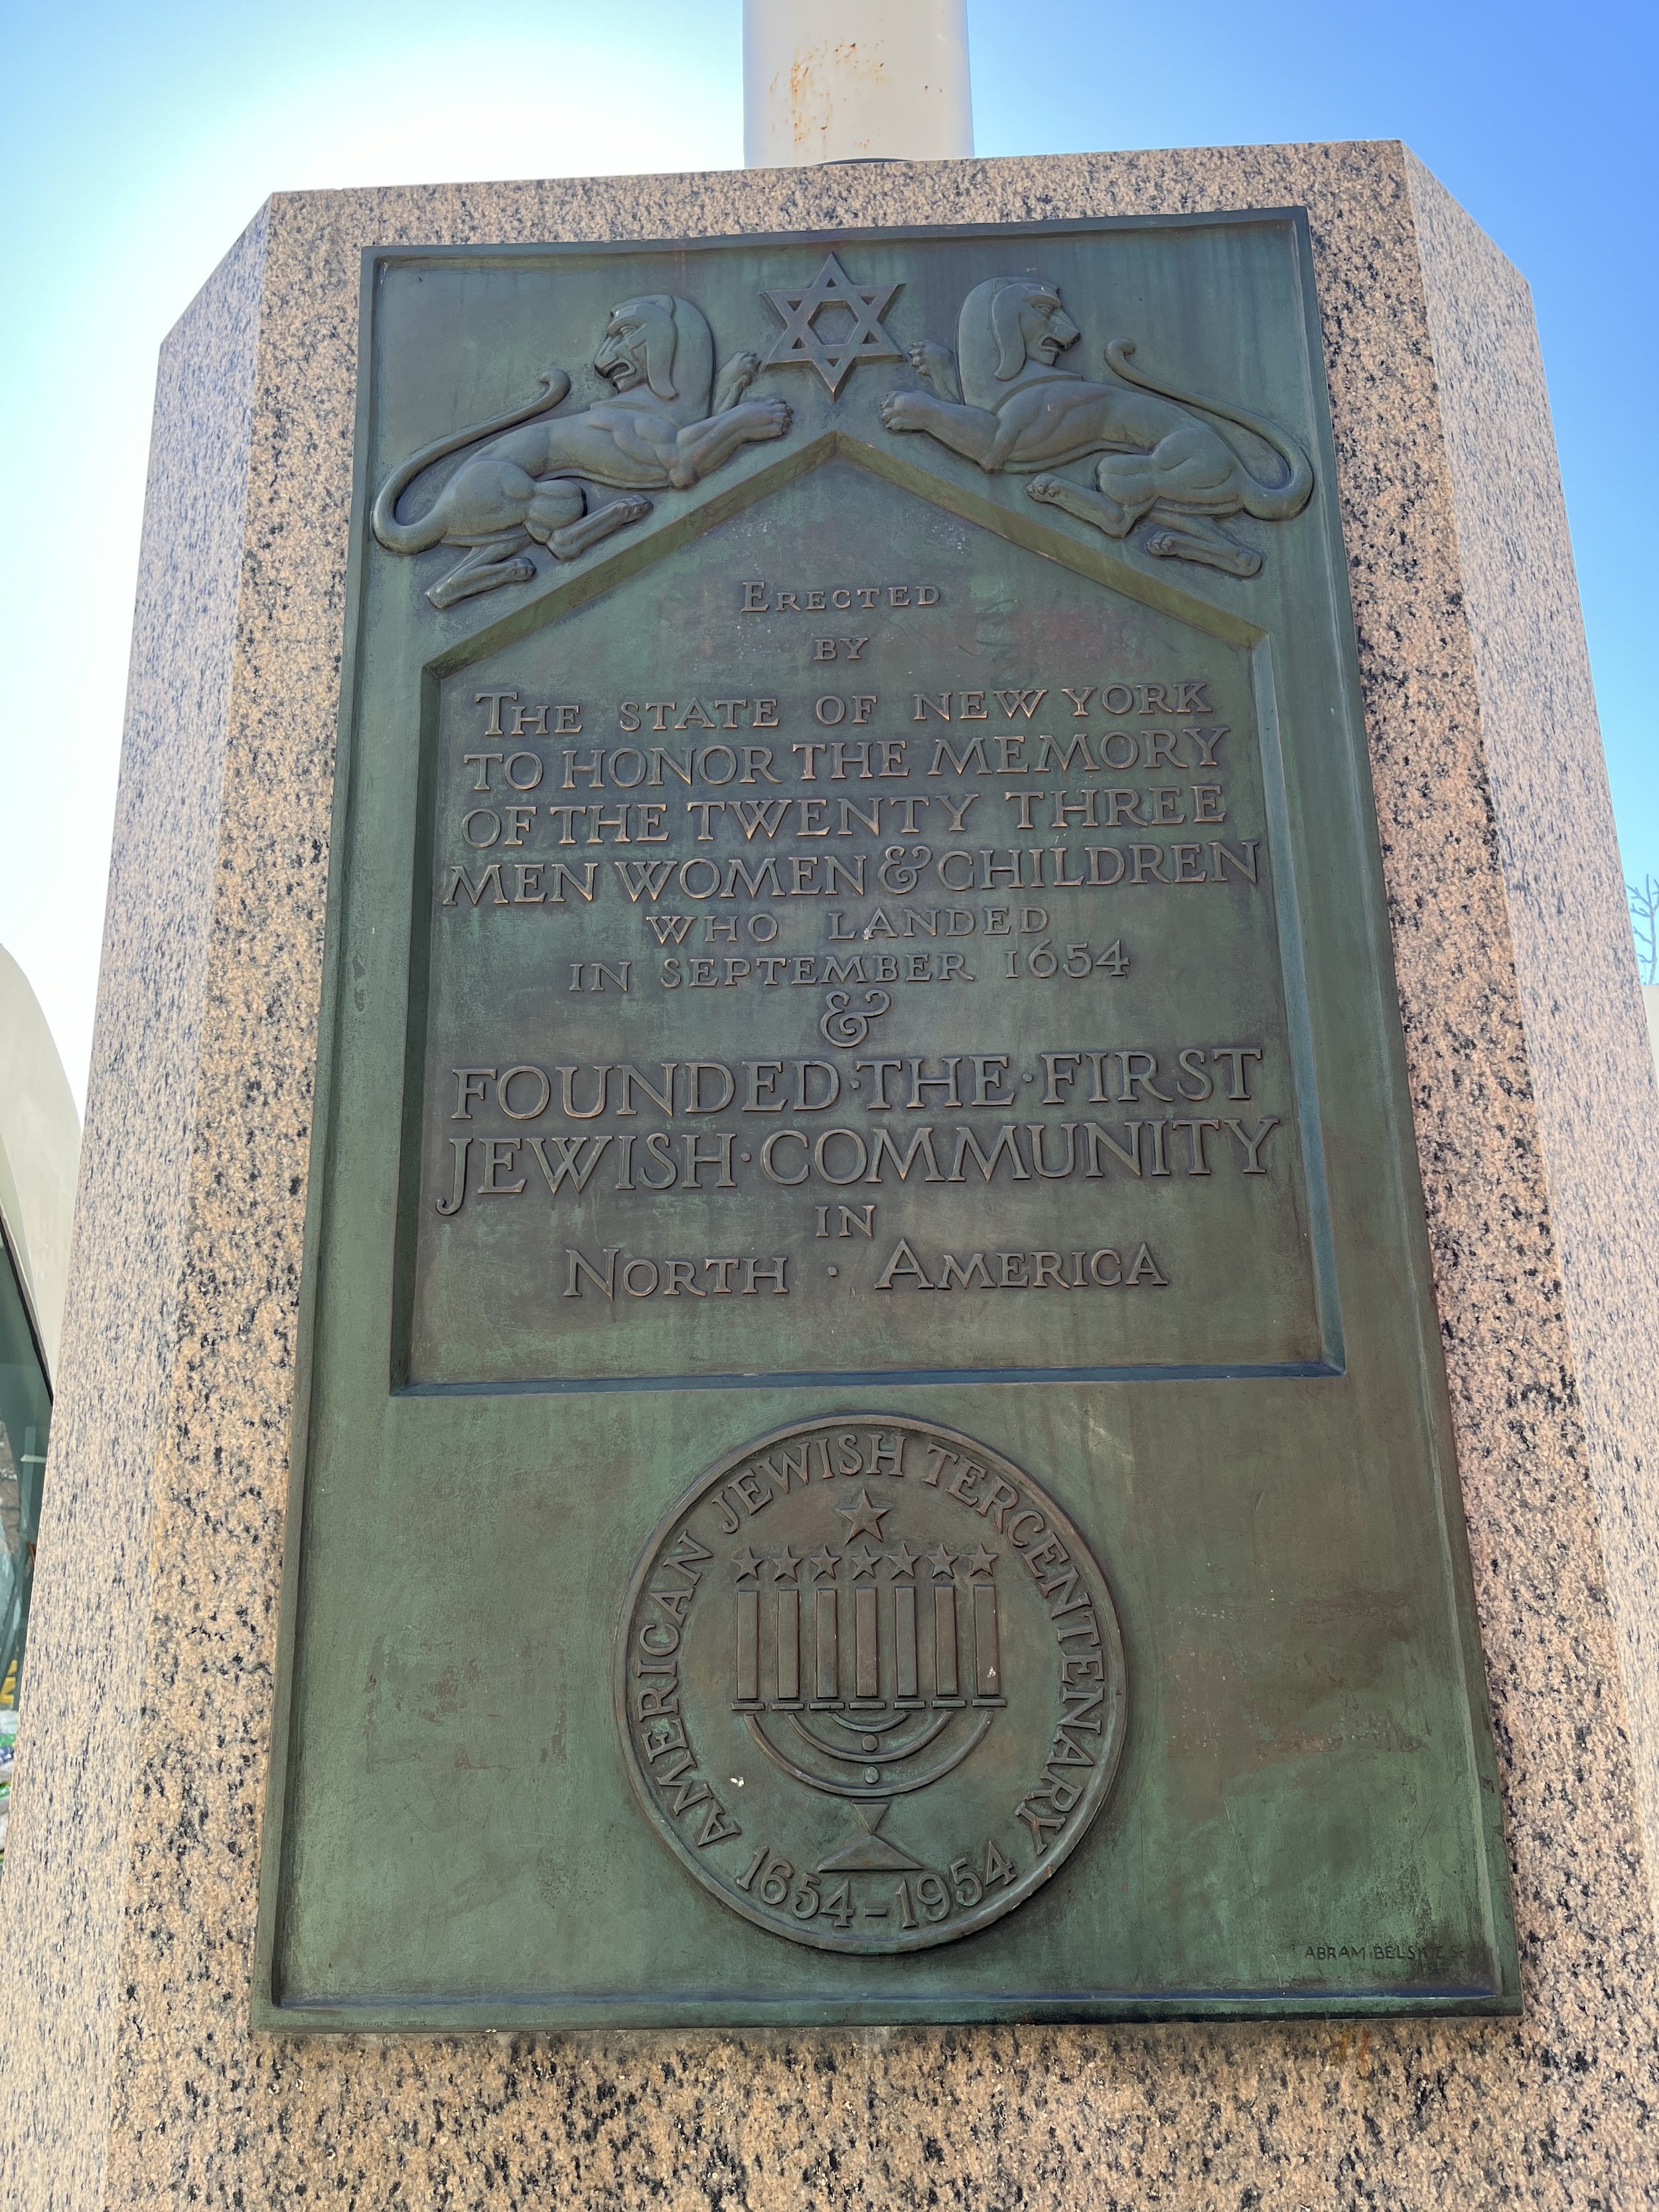 ERECTED
BY
THE STATE OF NEW YORK
TO HONOR THE MEMORY
OF THE TWENTY THREE
MEN WOMEN & CHILDREN
WHO LANDED
IN SEPTEMBER 1654
&
FOUNDED·THE·FIRST
JEWISH·COMMUNITY
IN
NORTH · AMERICA
AMERICAN JEWISH TERCENTENARY
1654-1954
ABRAM BELSKIE Sc